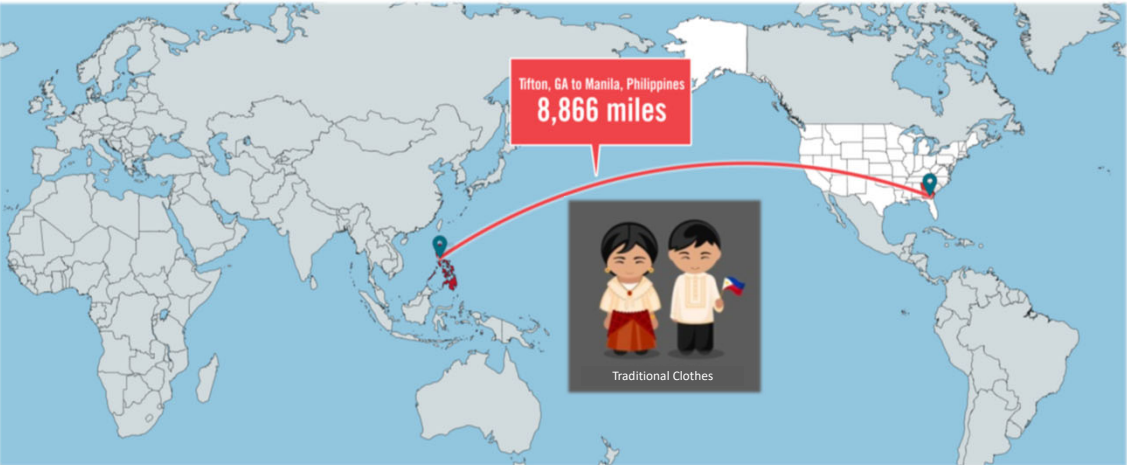 Tifton, GA to Manila, Philippines
8,866 miles
Traditional Clothes